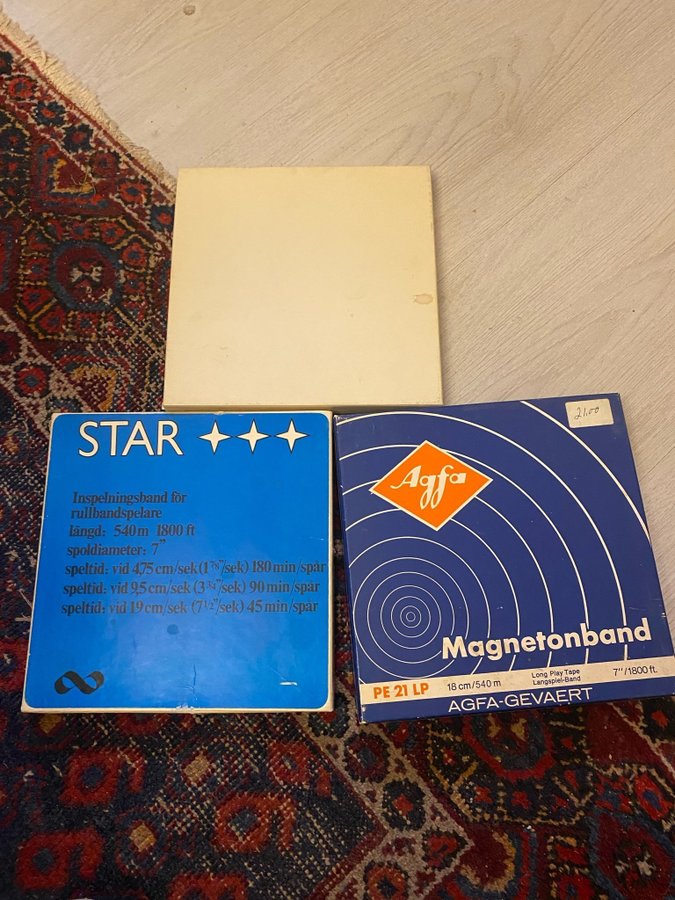 STAR
Inspelningsband för
rullbandspelare
längd: 540 m 1800 ft
spoldiameter: 7"
speltid: vid 4,75 cm/sek (1 7/8"/sek) 180 min/spår
speltid: vid 9,5 cm/sek (3 3/4"/sek) 90 min/spår
speltid: vid 19 cm/sek (7 1/2"/sek) 45 min/spår
21.00
Agfa
Magnetonband
PE 21 LP
18 cm/540 m
Long Play Tape
Langspiel-Band
7"/1800 ft.
AGFA-GEVAERT